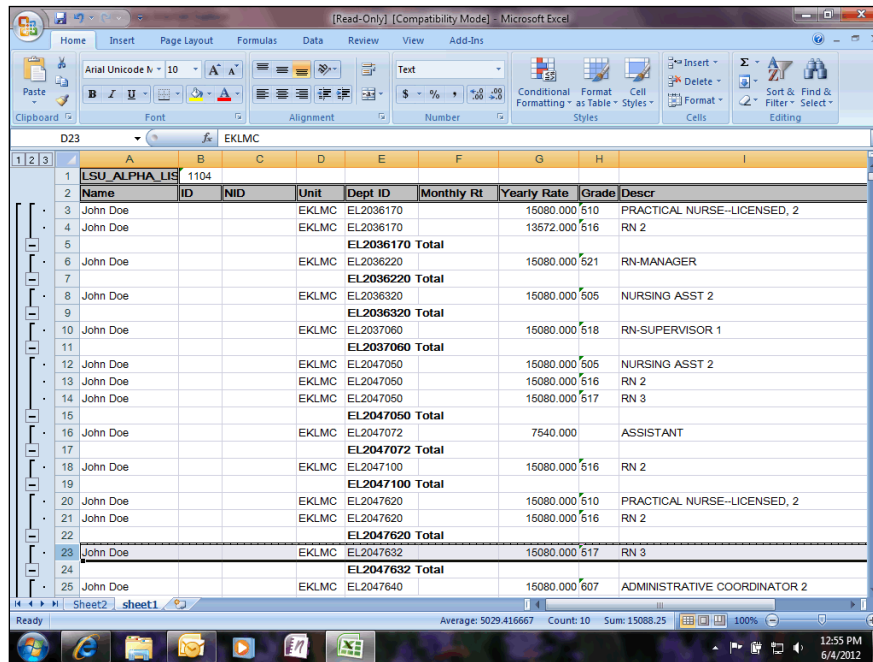 [Read-Only] [Compatibility Mode] - Microsoft Excel
Home Insert Page Layout Formulas Data Review View Add-Ins
Paste
Arial Unicode 10 A A Text Conditional Formatting Format as Table Cell Styles Insert Delete Format Sort & Filter Find & Select
B I U A $ % ,
Clipboard Font Alignment Number Styles Cells Editing
D23 fx EKLMC
1 2 3 A B C D E F G H I
1 LSU_ALPHA_LIS 1104
2 Name ID NID Unit Dept ID Monthly Rt Yearly Rate Grade Descr
3 John Doe EKLMC EL2036170 15080.000 510 PRACTICAL NURSE--LICENSED, 2
4 John Doe EKLMC EL2036170 13572.000 516 RN 2
5 EL2036170 Total
6 John Doe EKLMC EL2036220 15080.000 521 RN-MANAGER
7 EL2036220 Total
8 John Doe EKLMC EL2036320 15080.000 505 NURSING ASST 2
9 EL2036320 Total
10 John Doe EKLMC EL2037060 15080.000 518 RN-SUPERVISOR 1
11 EL2037060 Total
12 John Doe EKLMC EL2047050 15080.000 505 NURSING ASST 2
13 John Doe EKLMC EL2047050 15080.000 516 RN 2
14 John Doe EKLMC EL2047050 15080.000 517 RN 3
15 EL2047050 Total
16 John Doe EKLMC EL2047072 7540.000 ASSISTANT
17 EL2047072 Total
18 John Doe EKLMC EL2047100 15080.000 516 RN 2
19 EL2047100 Total
20 John Doe EKLMC EL2047620 15080.000 510 PRACTICAL NURSE--LICENSED, 2
21 John Doe EKLMC EL2047620 15080.000 516 RN 2
22 EL2047620 Total
23 John Doe EKLMC EL2047632 15080.000 517 RN 3
24 EL2047632 Total
25 John Doe EKLMC EL2047640 15080.000 607 ADMINISTRATIVE COORDINATOR 2
Sheet2 sheet1
Ready Average: 5029.416667 Count: 10 Sum: 15088.25 100%
12:55 PM
6/4/2012